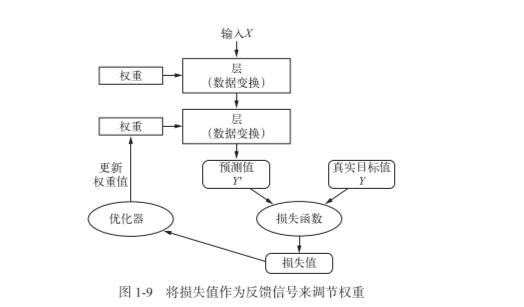 输入X
权重
层
（数据变换）
权重
层
（数据变换）
更新
权重值
预测值
Y'
真实目标值
Y
优化器
损失函数
损失值
图 1-9 将损失值作为反馈信号来调节权重